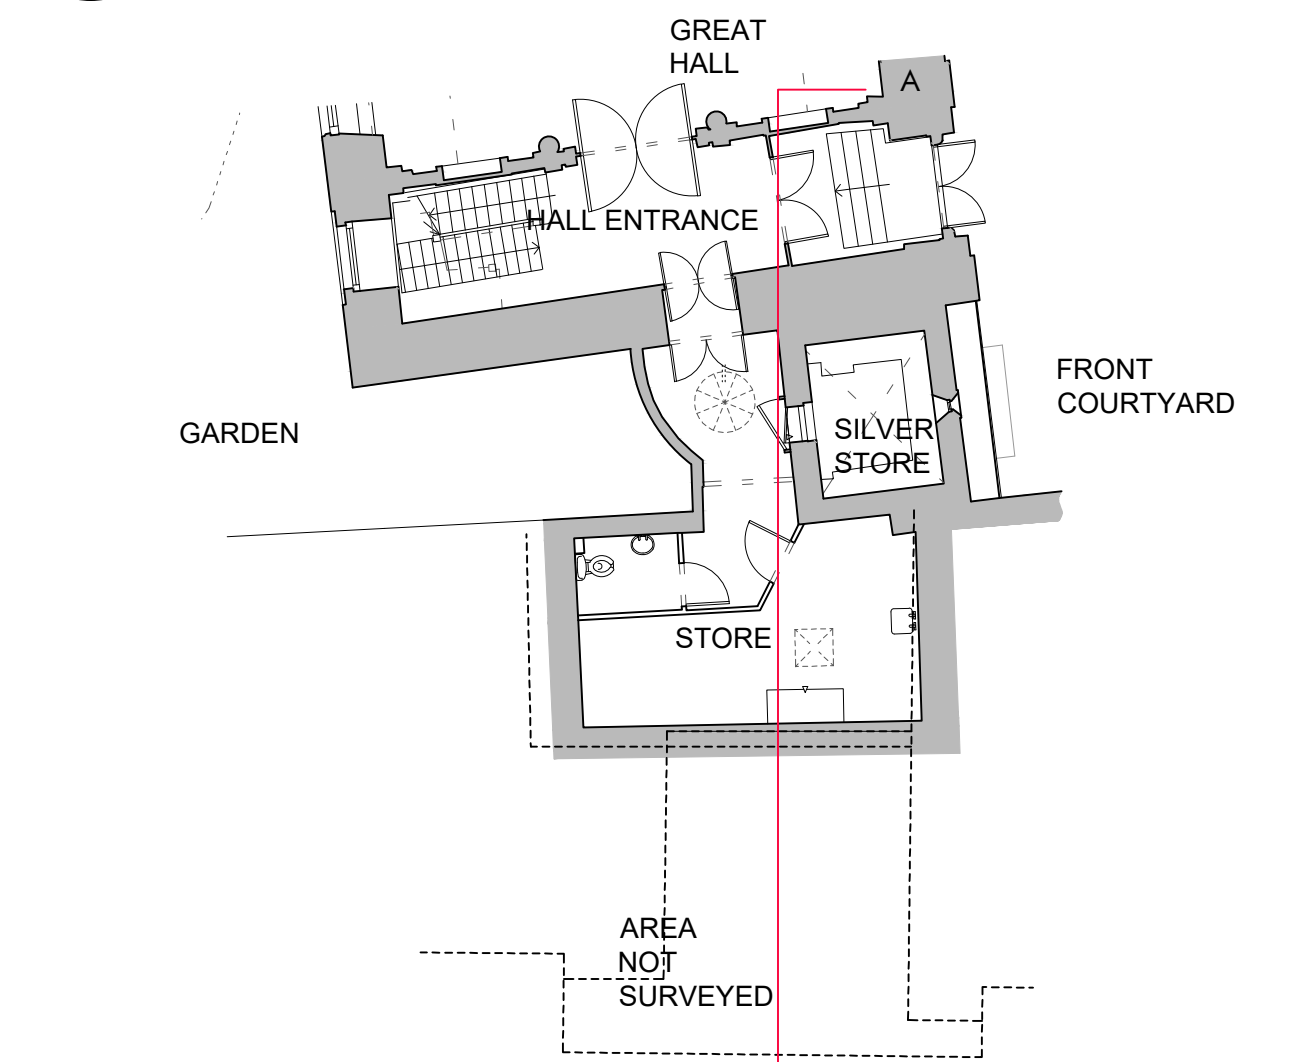 GREAT
HALL
A
HALL ENTRANCE
FRONT
COURTYARD
GARDEN
SILVER
STORE
STORE
AREA
NOT
SURVEYED